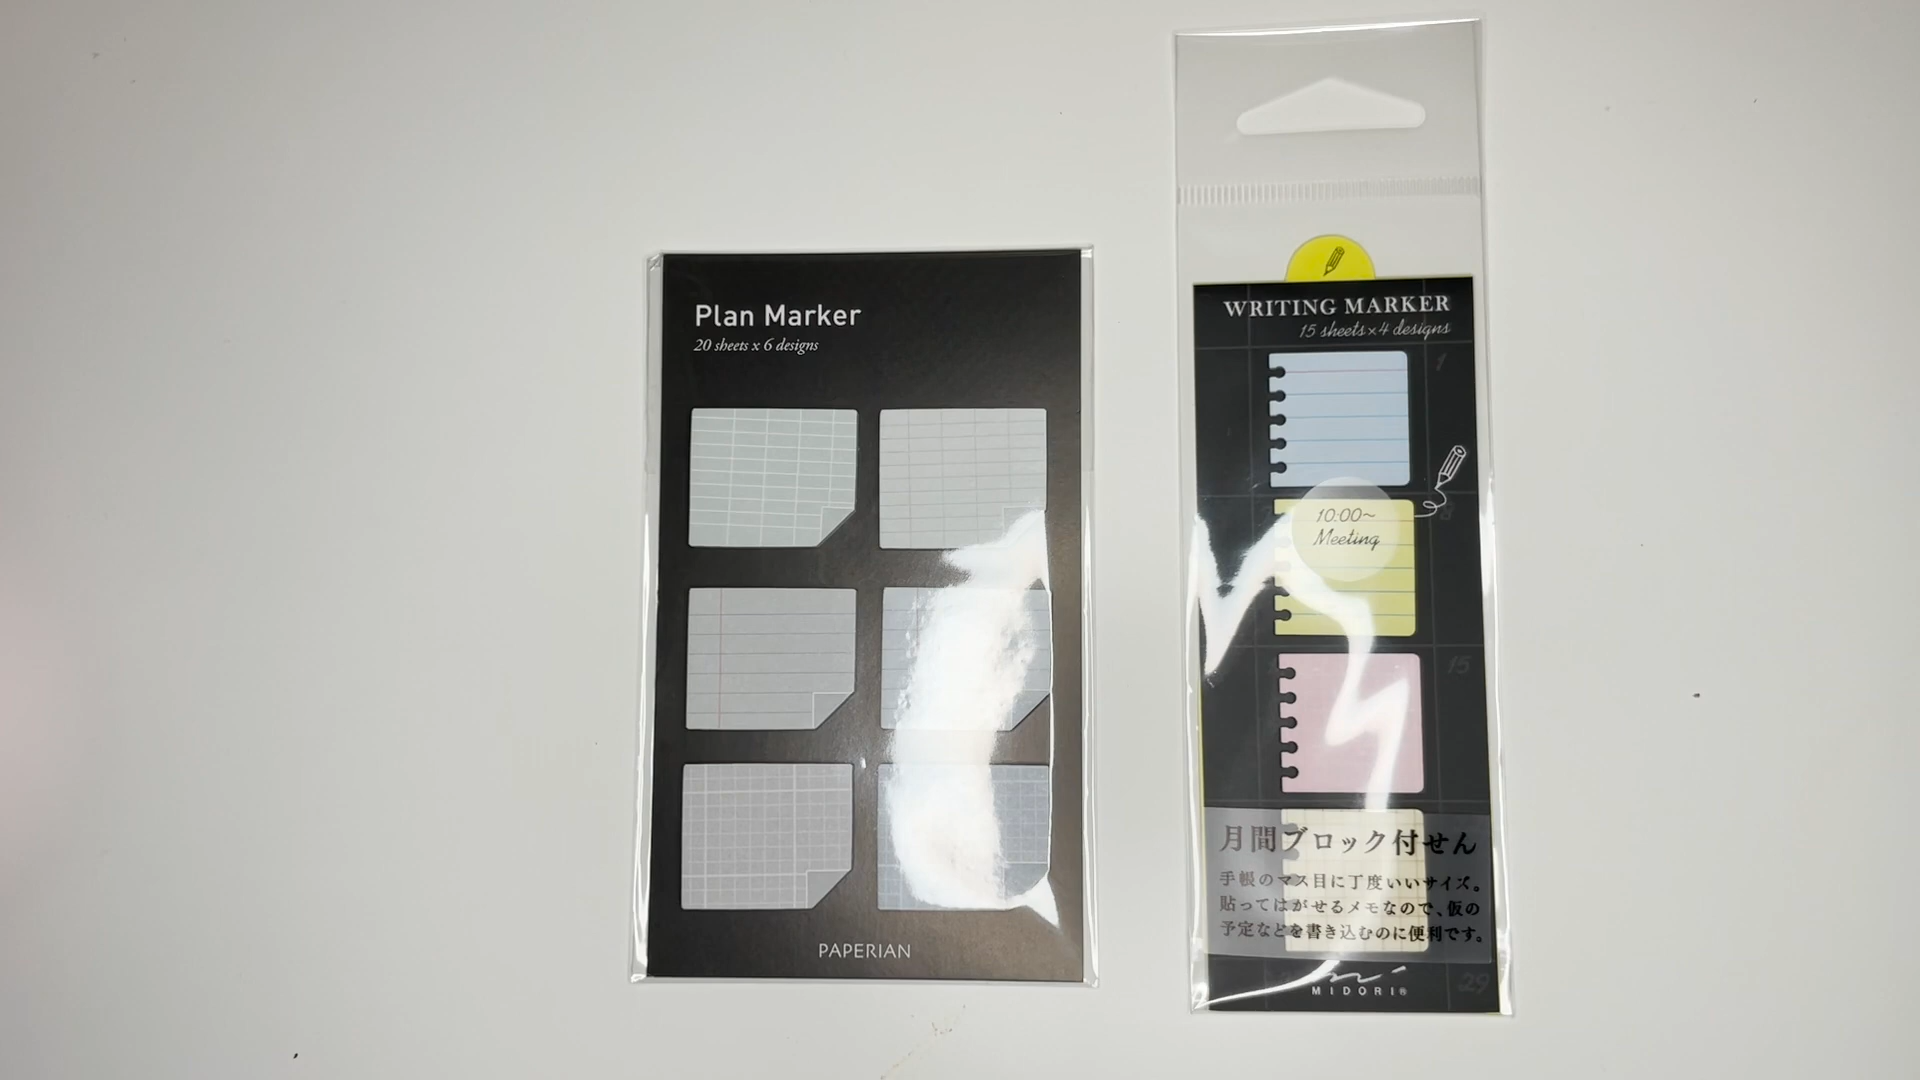 Plan Marker
20 sheets x 6 designs
PAPERIAN
WRITING MARKER
15 sheets×4 designs
1
10:00~
Meeting
8
15
月間ブロック付せん
手帳のマス目に丁度いいサイズ。
貼ってはがせるメモなので、仮の
予定などを書き込むのに便利です。
MIDORI®
29